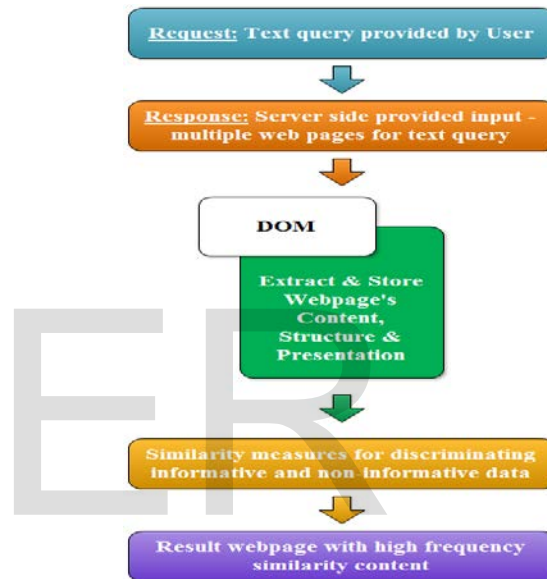 Request: Text query provided by User
Response: Server side provided input -
multiple web pages for text query
DOM
Extract & Store
Webpage's
Content,
Structure &
Presentation
Similarity measures for discriminating
informative and non-informative data
Result webpage with high frequency
similarity content
ER